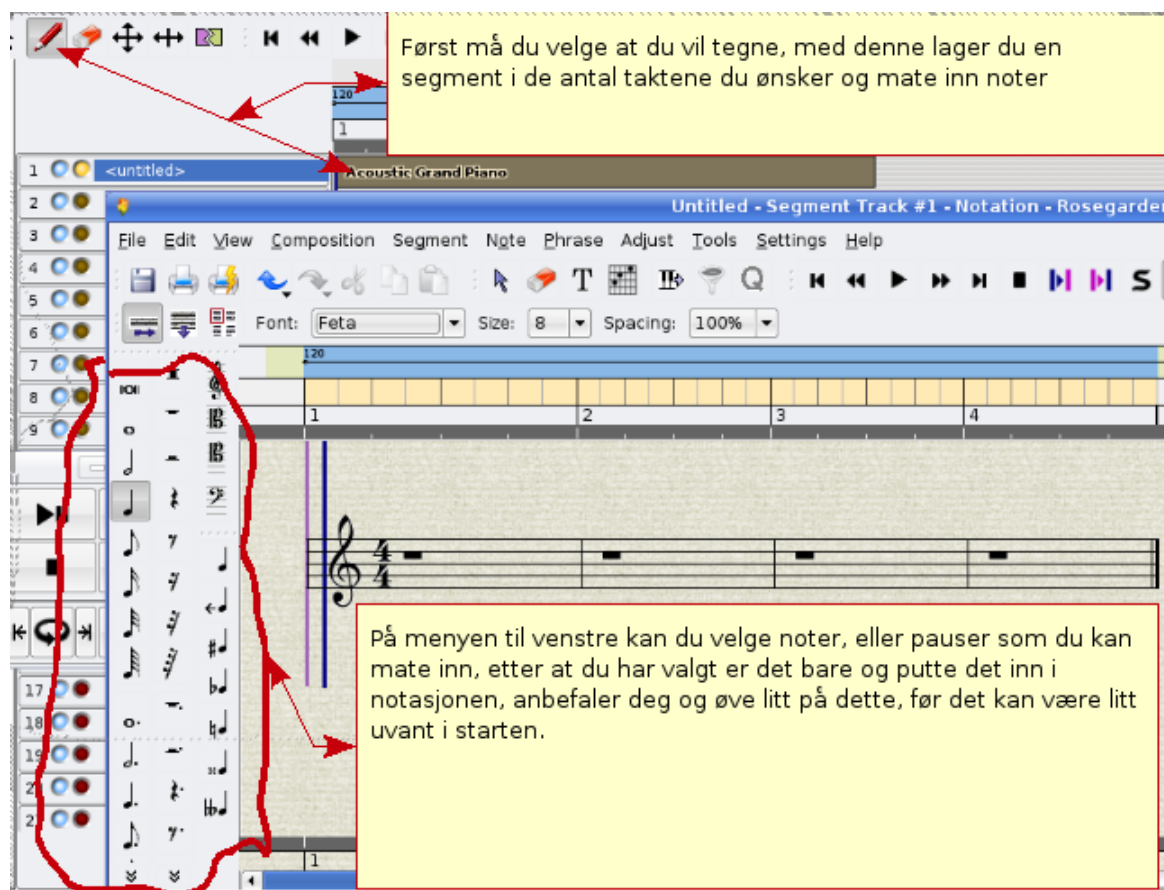 Først må du velge at du vil tegne, med denne lager du en
segment i de antal taktene du ønsker og mate inn noter
120
1
1 <untitled> Acoustic Grand Piano
2
Untitled - Segment Track #1 - Notation - Rosegarden
3
File Edit View Composition Segment Note Phrase Adjust Tools Settings Help
4
T Q S
5
6
Font: Feta Size: 8 Spacing: 100%
7
120
8
1 2 3 4
9
På menyen til venstre kan du velge noter, eller pauser som du kan
mate inn, etter at du har valgt er det bare og putte det inn i
notasjonen, anbefaler deg og øve litt på dette, før det kan være litt
uvant i starten.
17
18
19
2
2
1